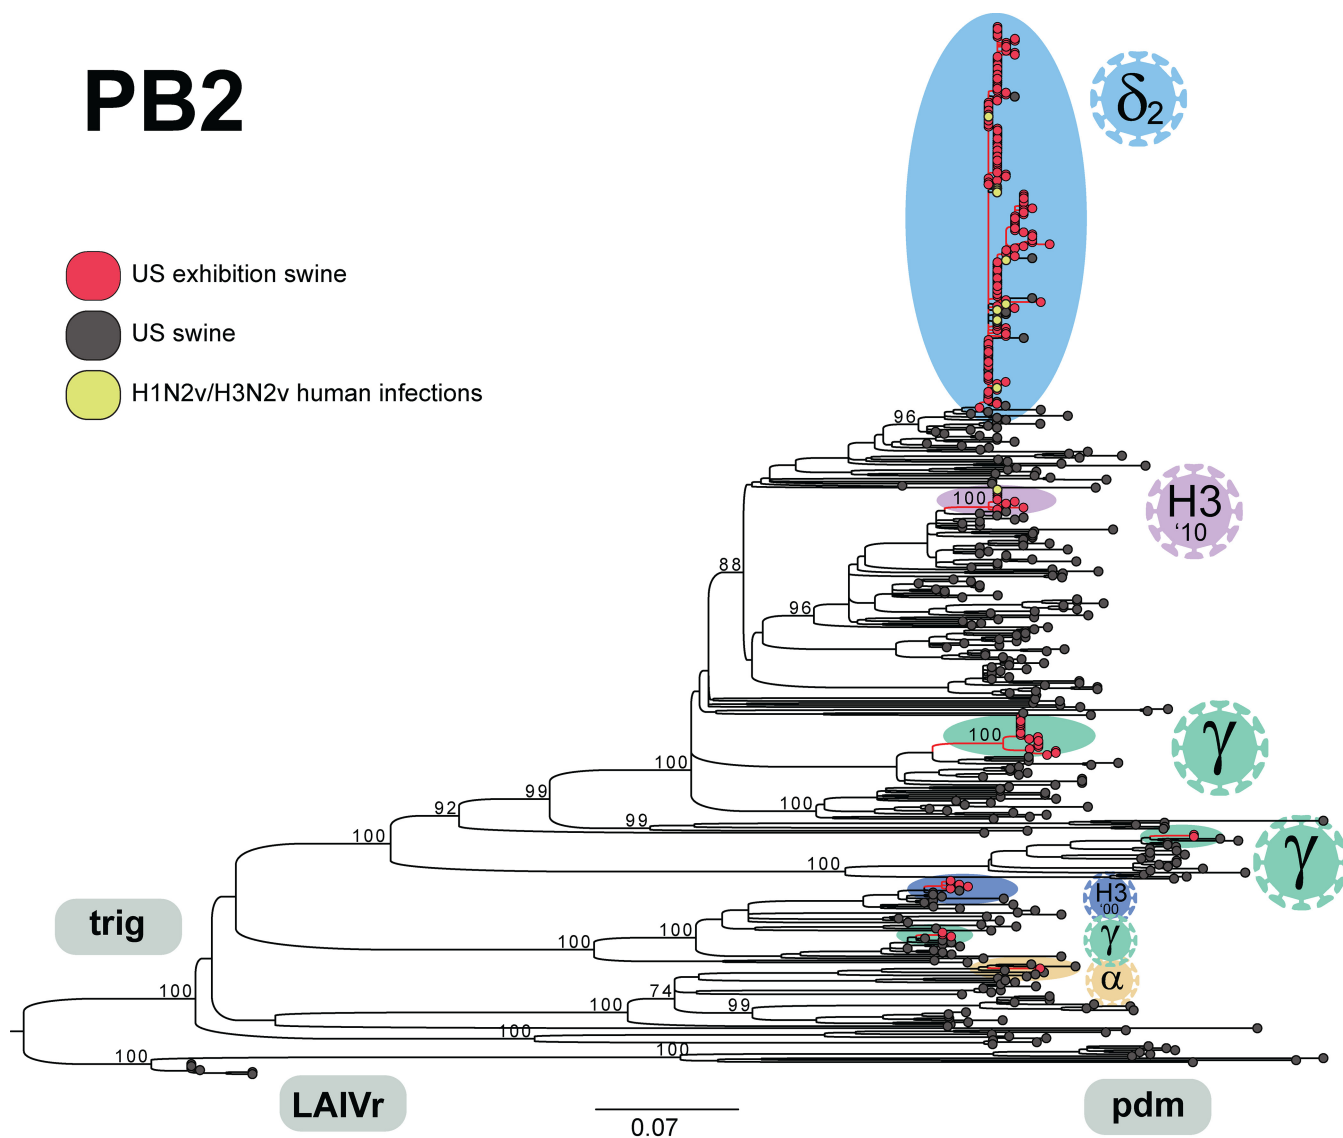 PB2
δ2
US exhibition swine
US swine
H1N2v/H3N2v human infections
96
100
H3
‘10
88
96
100
γ
100
99
92
100
99
100
100
γ
H3
‘00
trig
100
100
γ
α
100
74
100
99
100
100
100
LAIVr
pdm
0.07